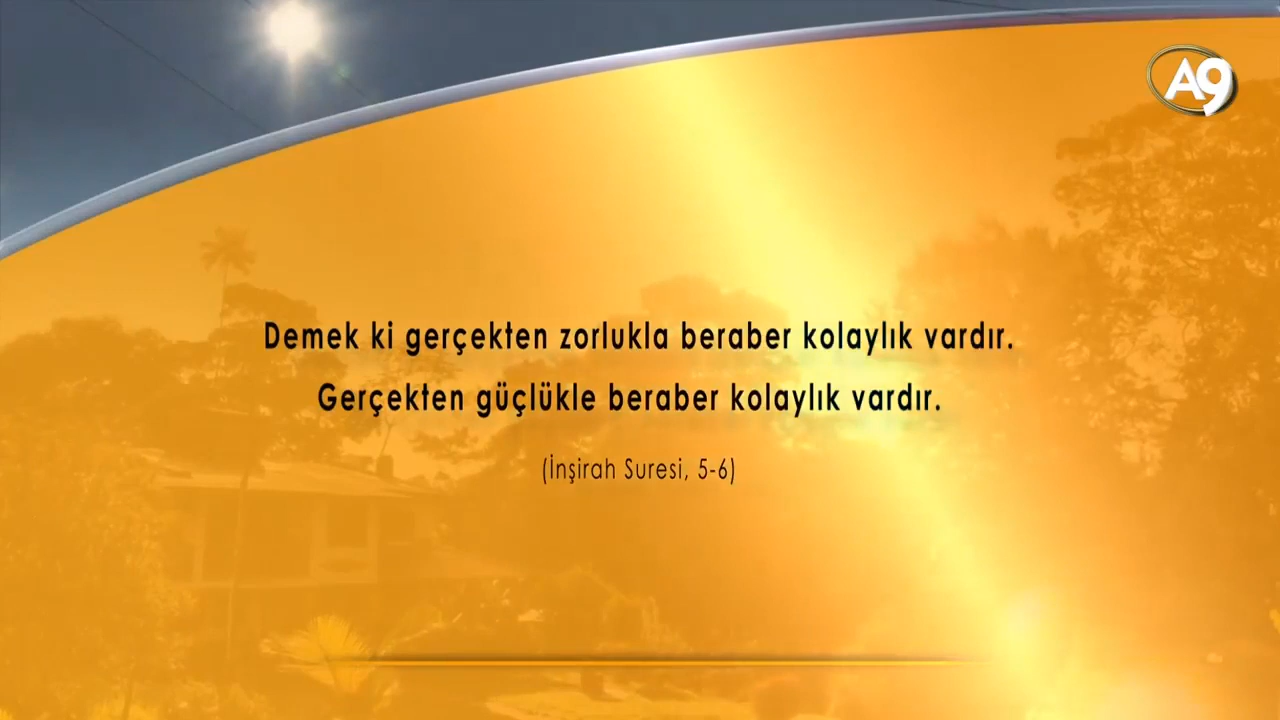 A9
Demek ki gerçekten zorlukla beraber kolaylık vardır.
Gerçekten güçlükle beraber kolaylık vardır.
(İnşirah Suresi, 5-6)